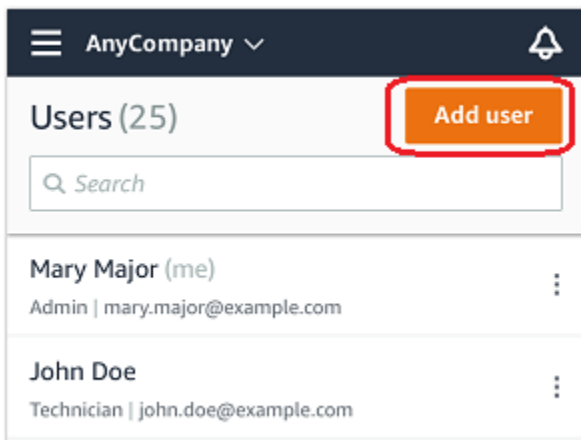 AnyCompany
Users (25)
Add user
Search
Mary Major (me)
Admin | mary.major@example.com
John Doe
Technician | john.doe@example.com